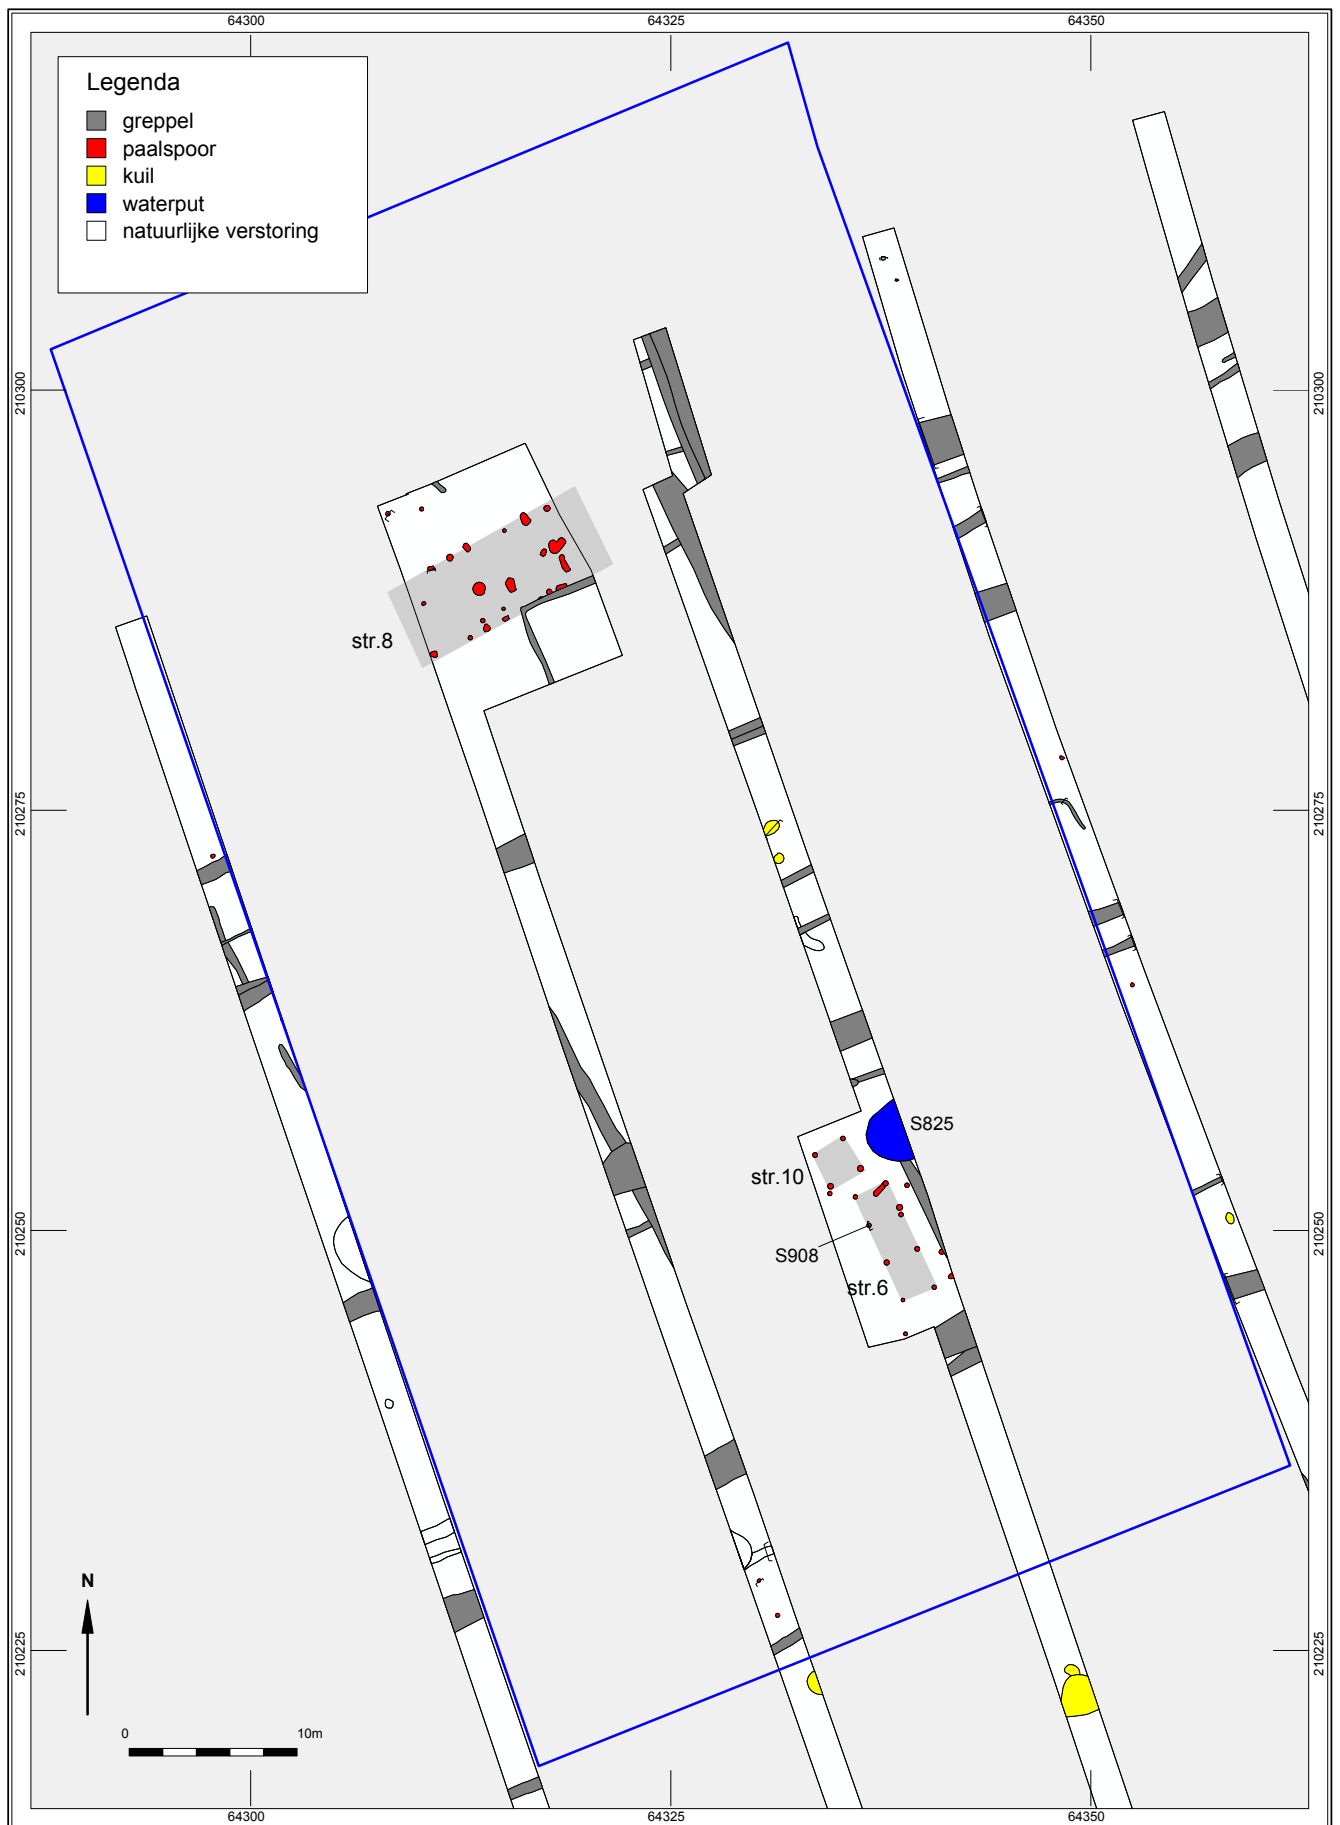 64300
64325
64350
Legenda
greppel
paalspoor
kuil
waterput
natuurlijke verstoring
210300
210300
str.8
210275
210275
S825
str.10
210250
210250
S908
str.6
N
210225
210225
0
10m
64300
64325
64350